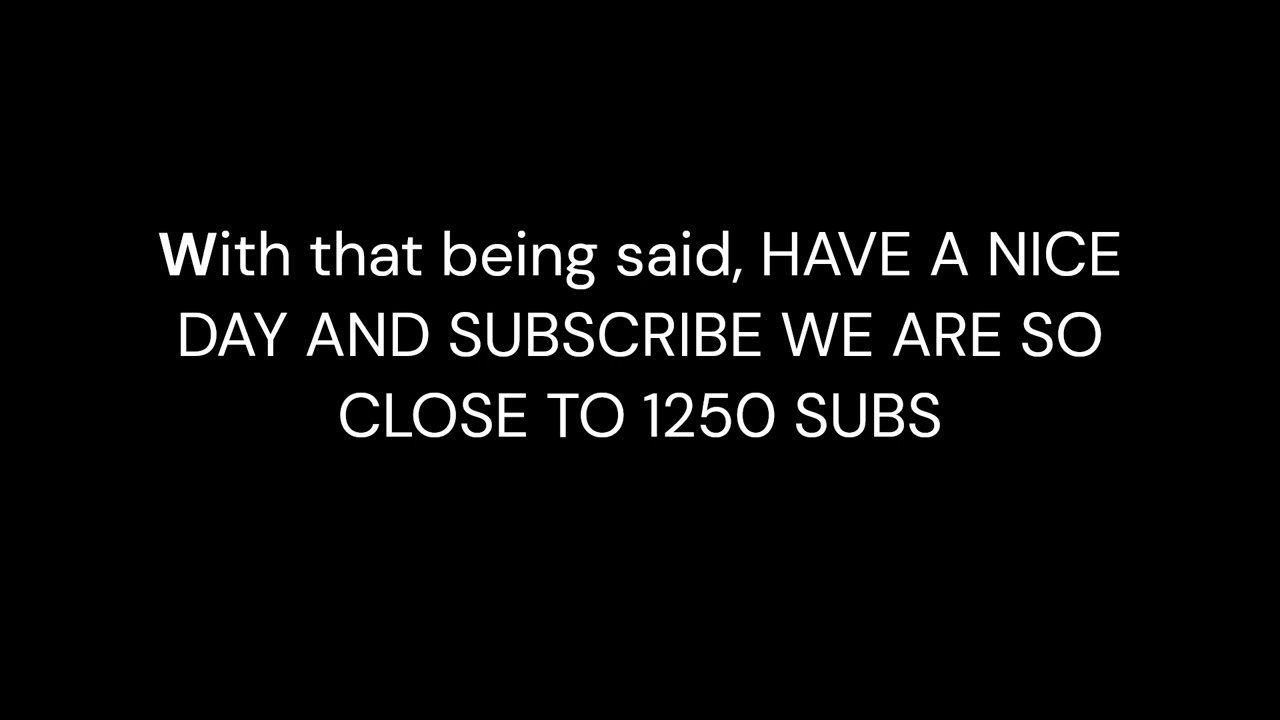 With that being said, HAVE A NICE
DAY AND SUBSCRIBE WE ARE SO
CLOSE TO 1250 SUBS